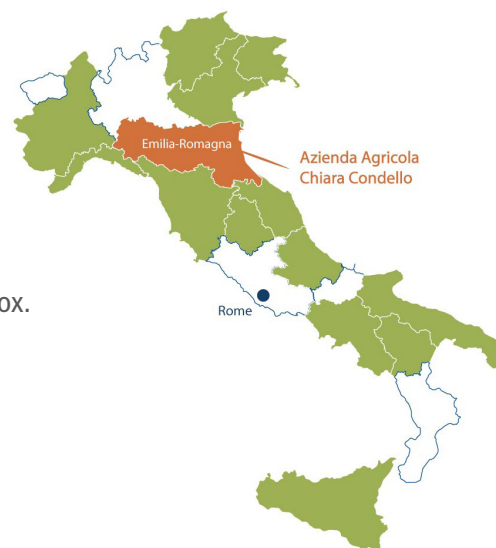 Emilia-Romagna
Azienda Agricola
Chiara Condello
ox.
Rome